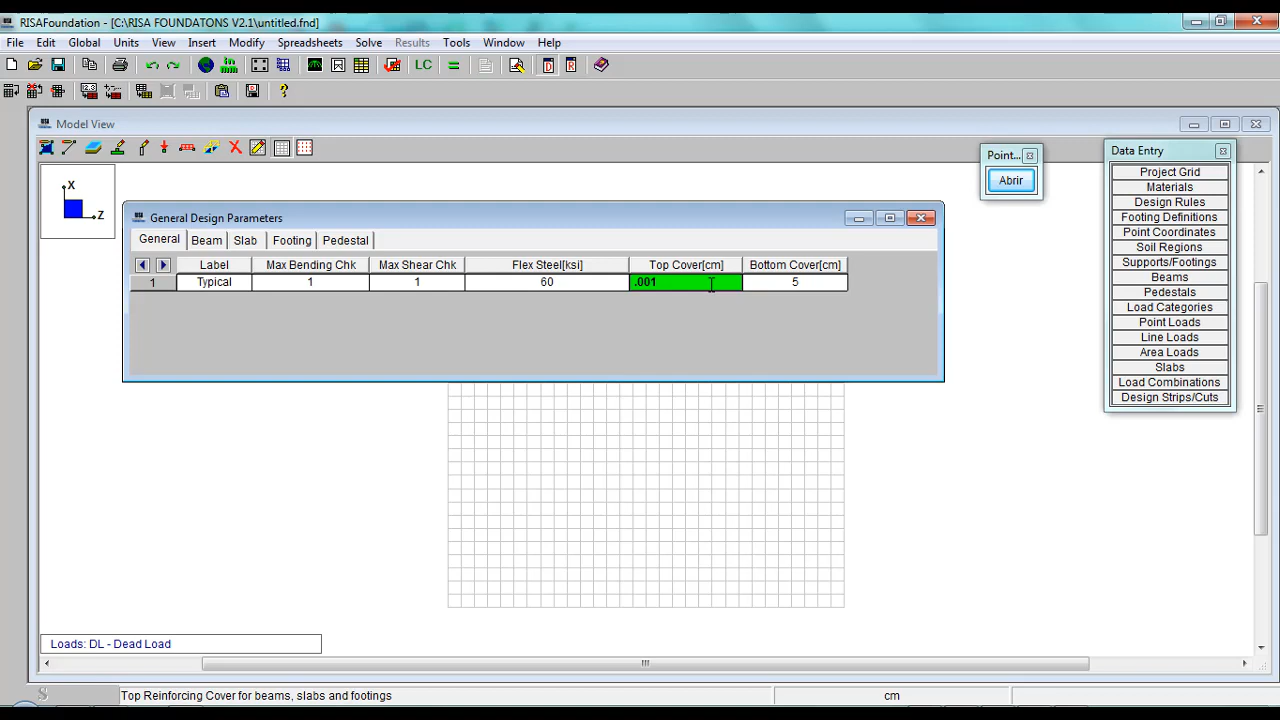 RISAFoundation - [C:\RISA FOUNDATONS V2.1\untitled.fnd]
File Edit Global Units View Insert Modify Spreadsheets Solve Results Tools Window Help
LC D R
Model View
Point...
Data Entry
Abrir
X
Z
General Design Parameters
General Beam Slab Footing Pedestal
Label Max Bending Chk Max Shear Chk Flex Steel[ksi] Top Cover[cm] Bottom Cover[cm]
1 Typical 1 1 60 .001 5
Project Grid
Materials
Design Rules
Footing Definitions
Point Coordinates
Soil Regions
Supports/Footings
Beams
Pedestals
Load Categories
Point Loads
Line Loads
Area Loads
Slabs
Load Combinations
Design Strips/Cuts
Loads: DL - Dead Load
S Top Reinforcing Cover for beams, slabs and footings cm